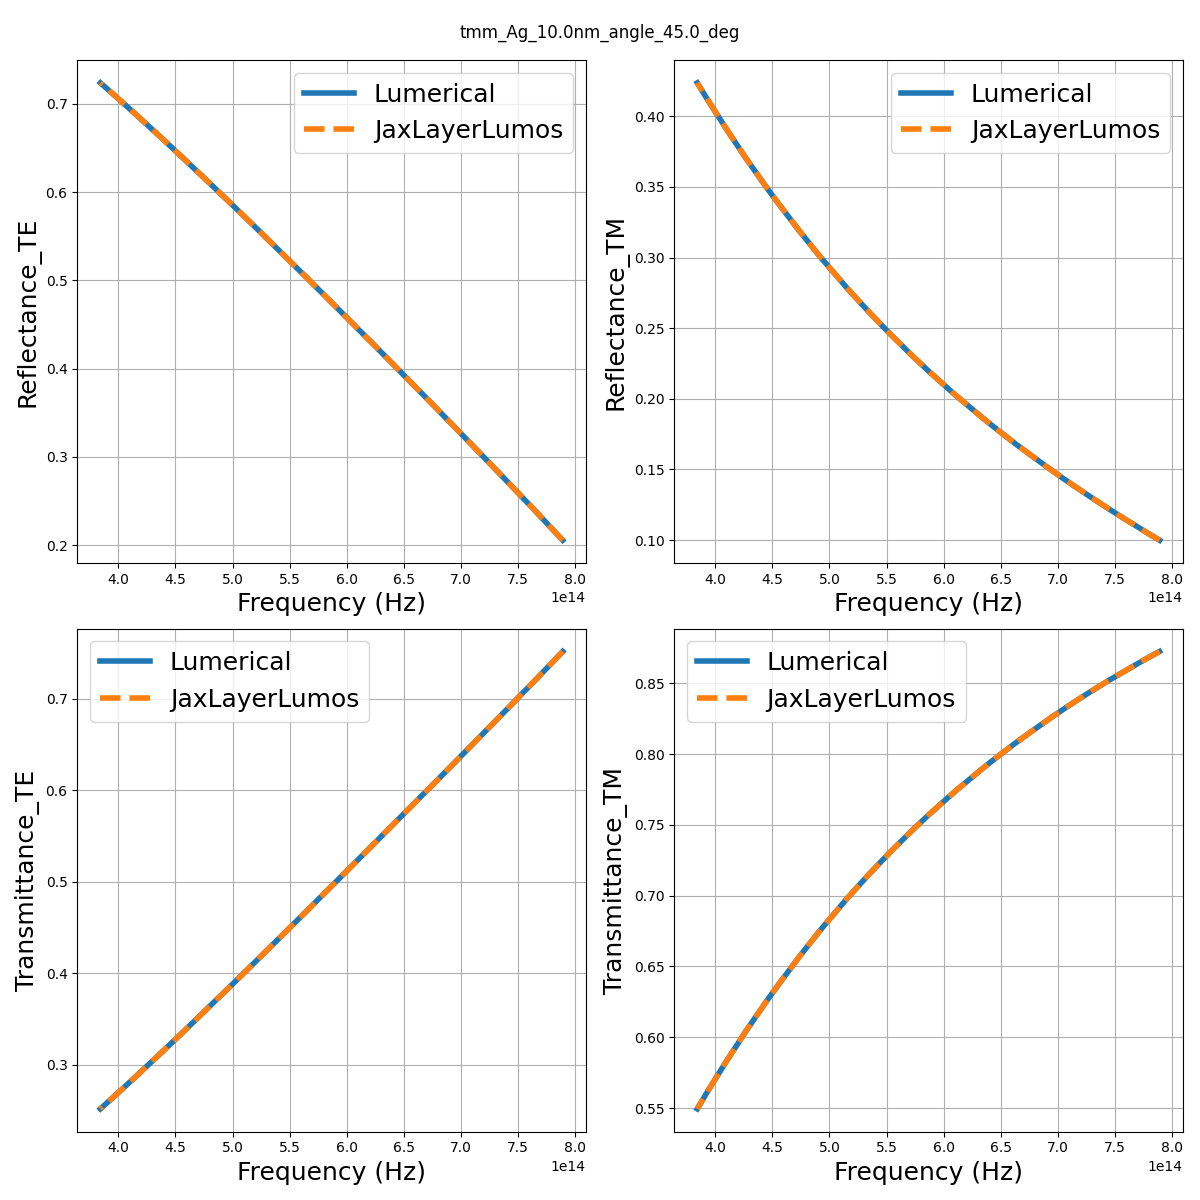 tmm_Ag_10.0nm_angle_45.0_deg
Reflectance_TE
0.7
0.6
0.5
0.4
0.3
0.2
Lumerical
JaxLayerLumos
4.0 4.5 5.0 5.5 6.0 6.5 7.0 7.5 8.0
1e14
Frequency (Hz)
Reflectance_TM
0.40
0.35
0.30
0.25
0.20
0.15
0.10
Lumerical
JaxLayerLumos
4.0 4.5 5.0 5.5 6.0 6.5 7.0 7.5 8.0
1e14
Frequency (Hz)
Transmittance_TE
0.7
0.6
0.5
0.4
0.3
Lumerical
JaxLayerLumos
4.0 4.5 5.0 5.5 6.0 6.5 7.0 7.5 8.0
1e14
Frequency (Hz)
Transmittance_TM
0.85
0.80
0.75
0.70
0.65
0.60
0.55
Lumerical
JaxLayerLumos
4.0 4.5 5.0 5.5 6.0 6.5 7.0 7.5 8.0
1e14
Frequency (Hz)